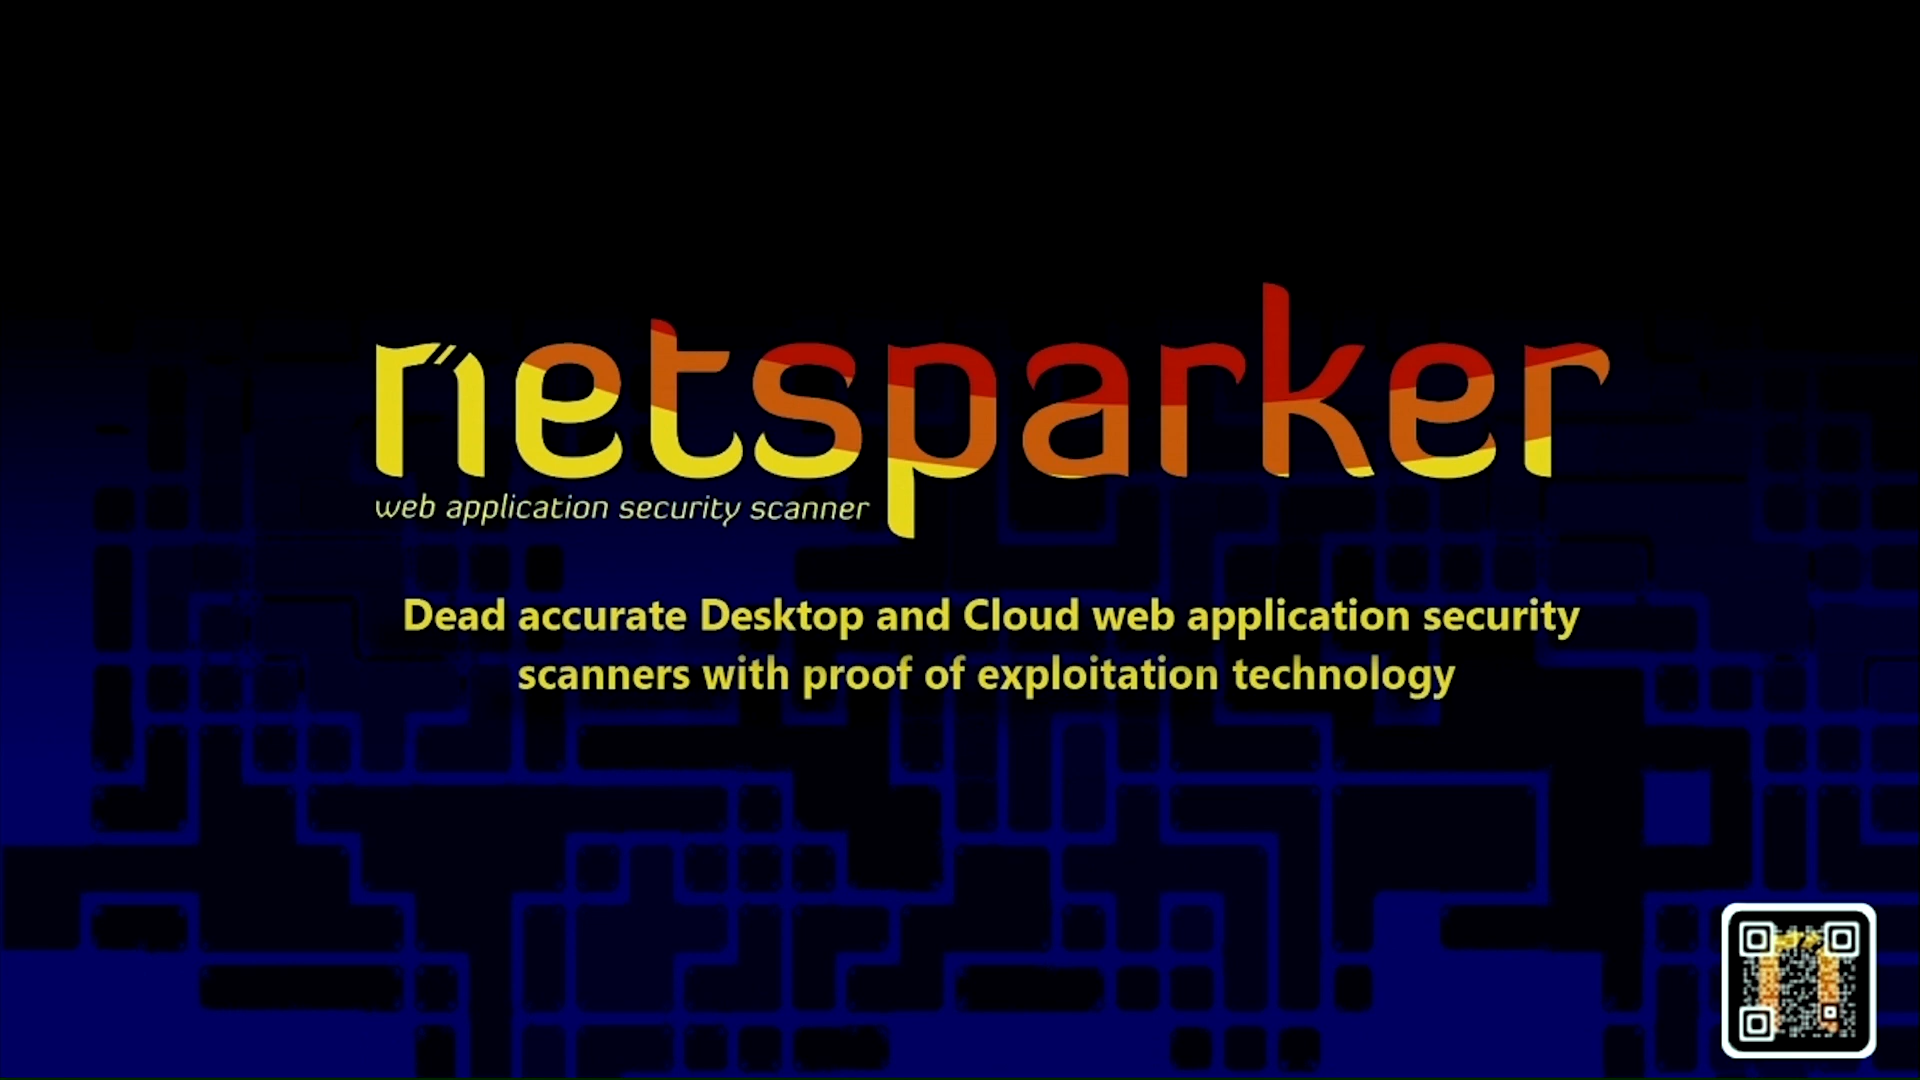 netsparker
web application security scanner
Dead accurate Desktop and Cloud web application security
scanners with proof of exploitation technology